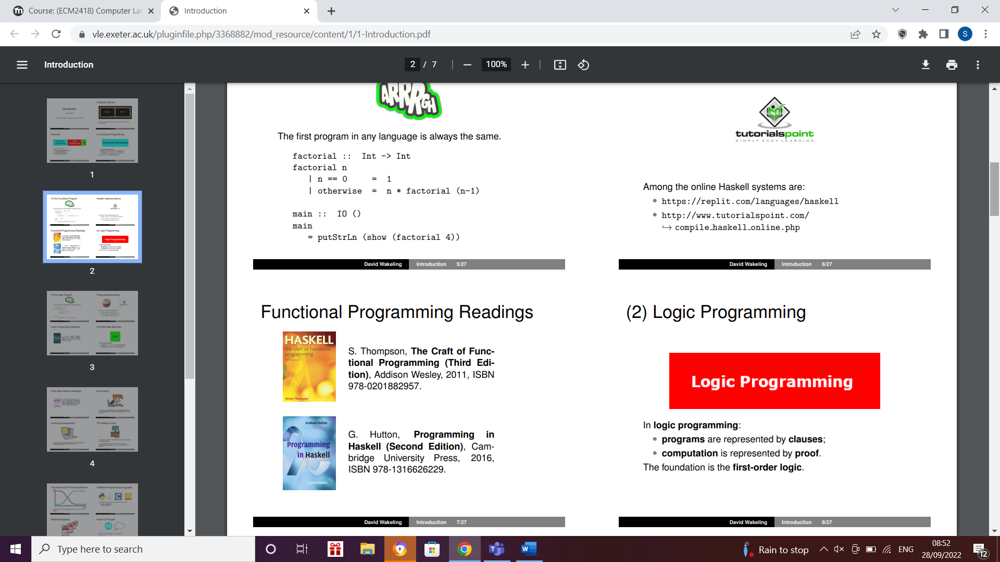 Course: (ECM2418) Computer La
Introduction
vle.exeter.ac.uk/pluginfile.php/3368882/mod_resource/content/1/1-Introduction.pdf
S
Introduction
2 / 7
100%
1
2
3
4
ARRRGH
The first program in any language is always the same.
factorial :: Int -> Int
factorial n
| n == 0 = 1
| otherwise = n * factorial (n-1)
main :: IO ()
main
= putStrLn (show (factorial 4))
David Wakeling Introduction 5/27
tutorialspoint
SIMPLY EASY LEARNING
Among the online Haskell systems are:
• https://replit.com/languages/haskell
• http://www.tutorialspoint.com/
↪ compile_haskell_online.php
David Wakeling Introduction 6/27
Functional Programming Readings
HASKELL
the craft of functional
programming
Simon Thompson
S. Thompson, The Craft of Func-
tional Programming (Third Edi-
tion), Addison Wesley, 2011, ISBN
978-0201882957.
Graham Hutton
Programming
in Haskell
Second Edition
G. Hutton, Programming in
Haskell (Second Edition), Cam-
bridge University Press, 2016,
ISBN 978-1316626229.
David Wakeling Introduction 7/27
(2) Logic Programming
Logic Programming
In logic programming:
• programs are represented by clauses;
• computation is represented by proof.
The foundation is the first-order logic.
David Wakeling Introduction 8/27
Type here to search
Rain to stop
ENG
08:52
28/09/2022
12